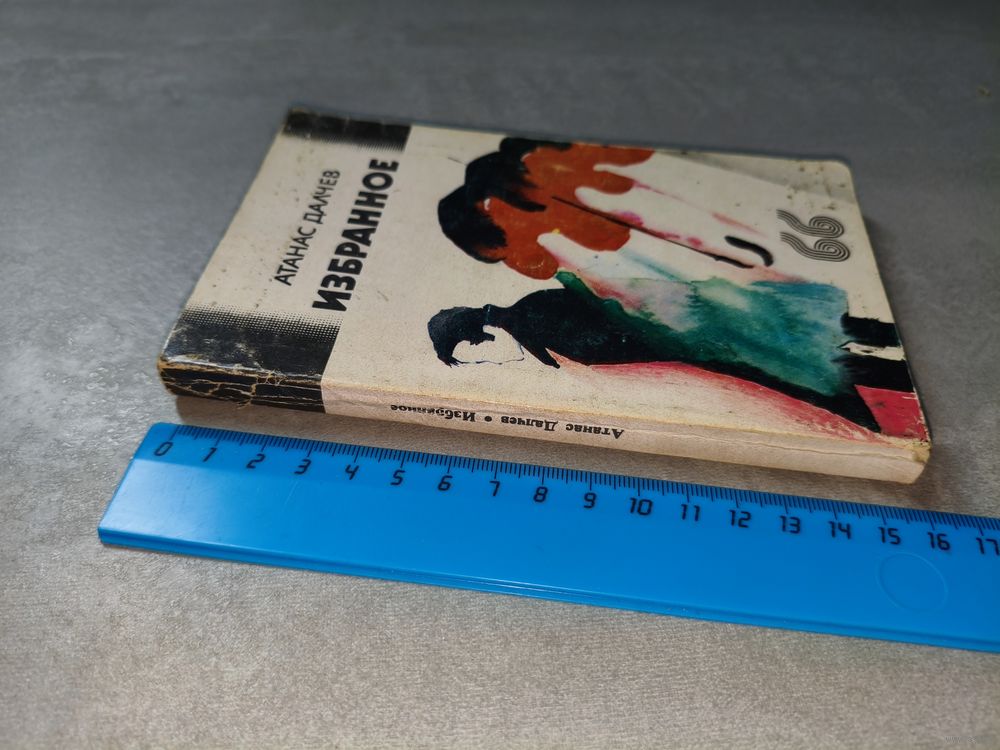 АТАНАС ДАЛЧЕВ
ИЗБРАННОЕ
Атанас Далчев • Избранное
0 1 2 3 4 5 6 7 8 9 10 11 12 13 14 15 16 17